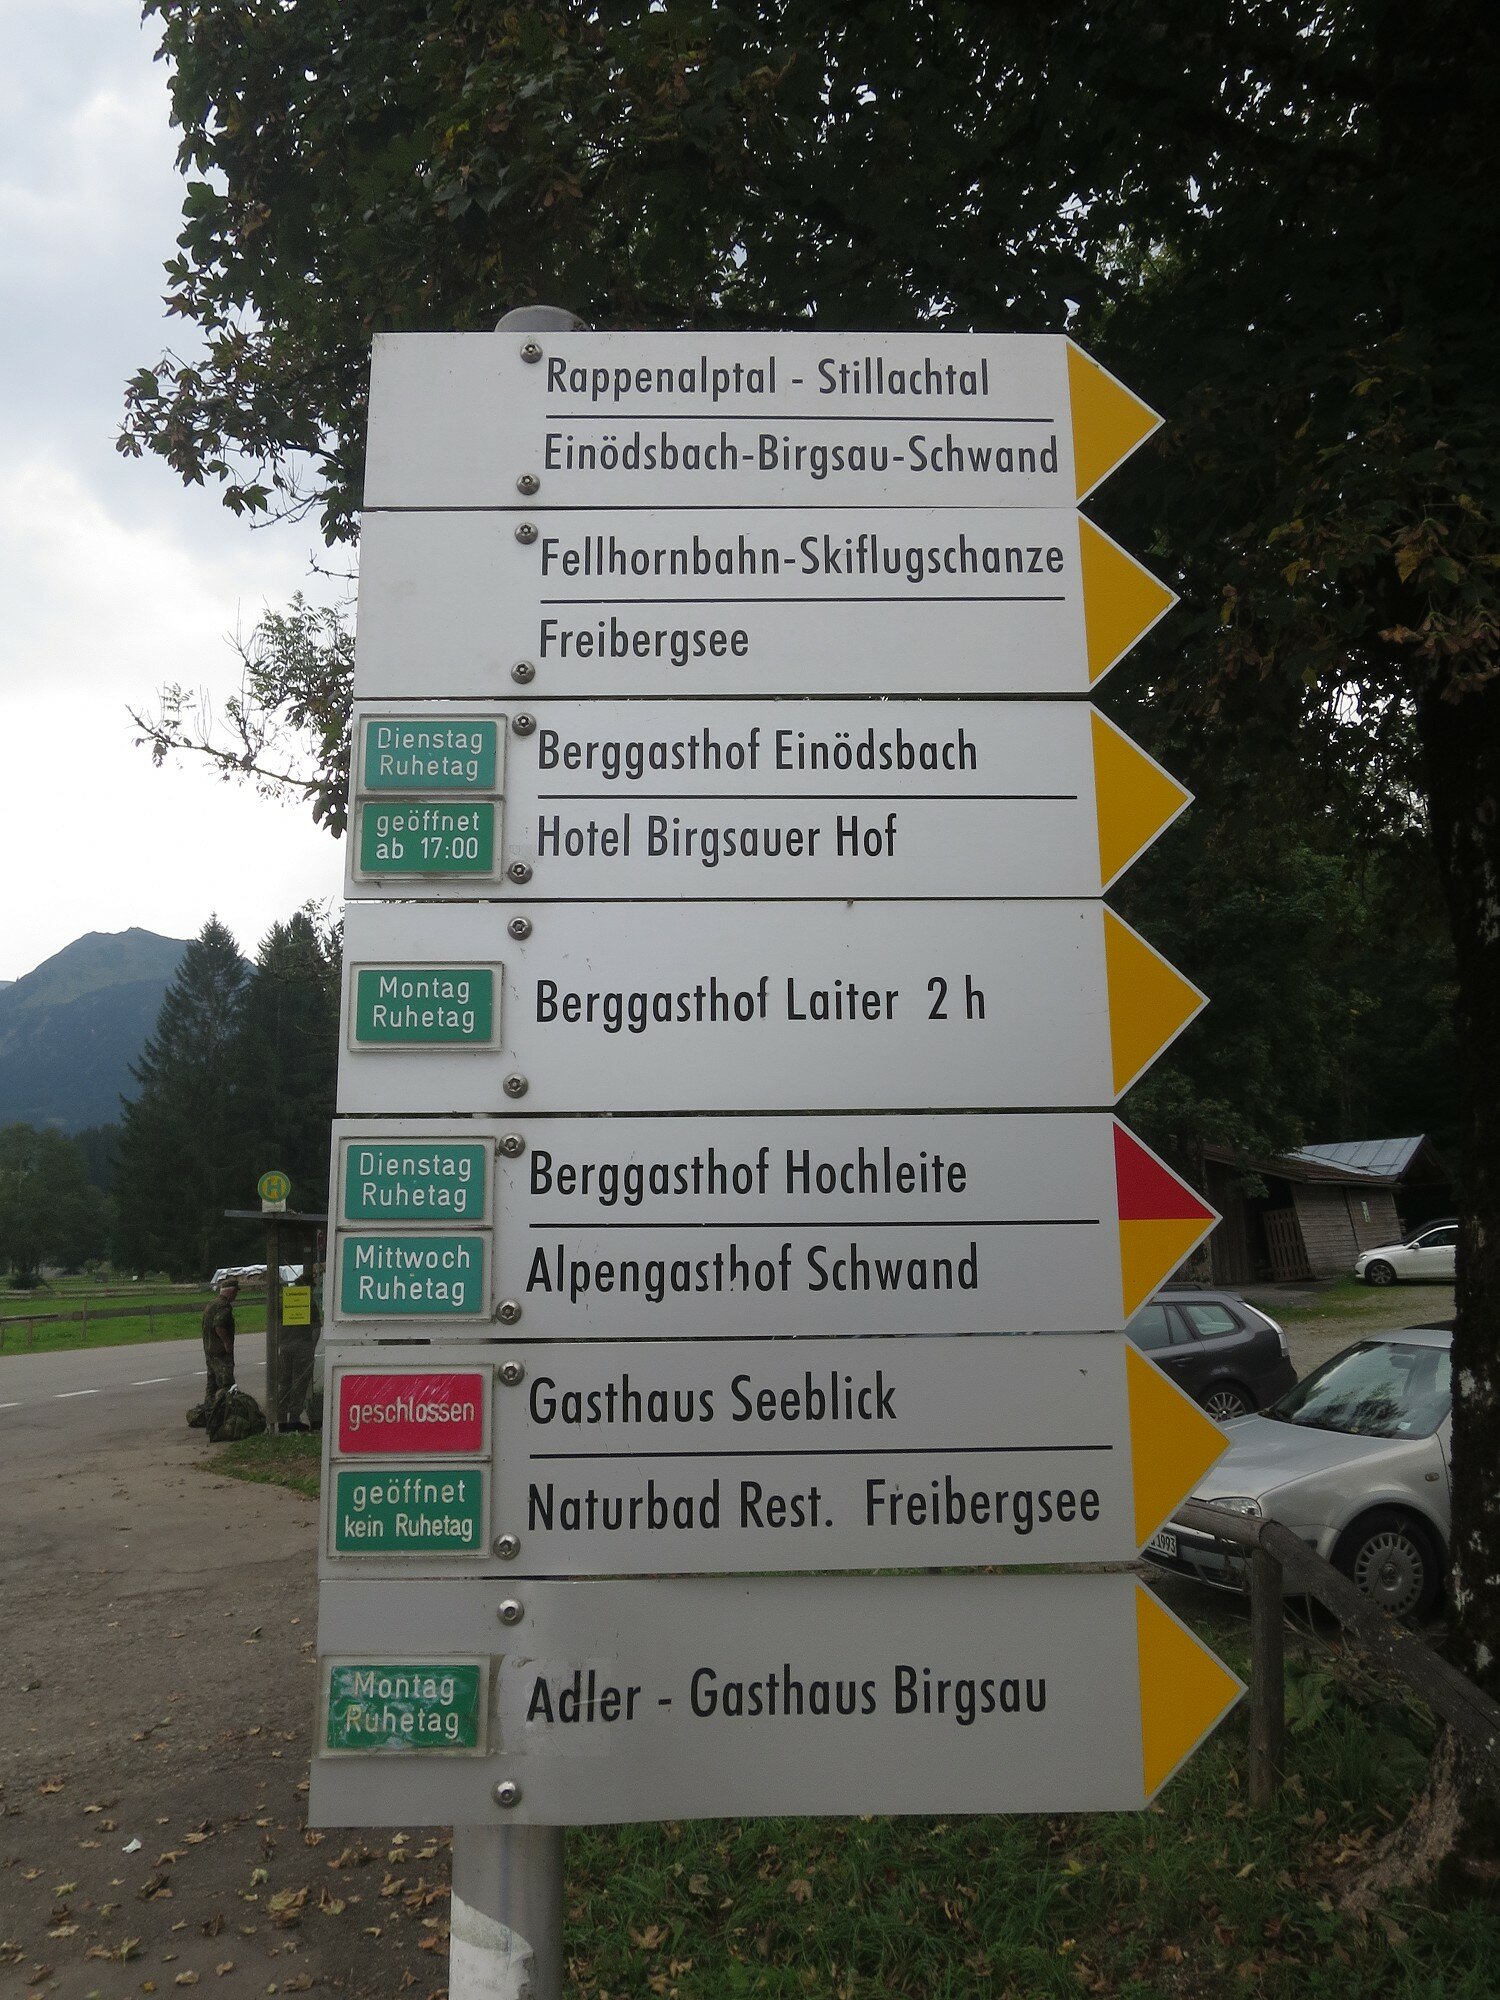 Rappenalptal - Stillachtal
Einödsbach-Birgsau-Schwand
Fellhornbahn-Skiflugschanze
Freibergsee
Dienstag
Ruhetag
Berggasthof Einödsbach
geöffnet
ab 17:00
Hotel Birgsauer Hof
Montag
Ruhetag
Berggasthof Laiter 2 h
Dienstag
Ruhetag
Berggasthof Hochleite
Mittwoch
Ruhetag
Alpengasthof Schwand
geschlossen
Gasthaus Seeblick
geöffnet
kein Ruhetag
Naturbad Rest. Freibergsee
Montag
Ruhetag
Adler - Gasthaus Birgsau
H
1993